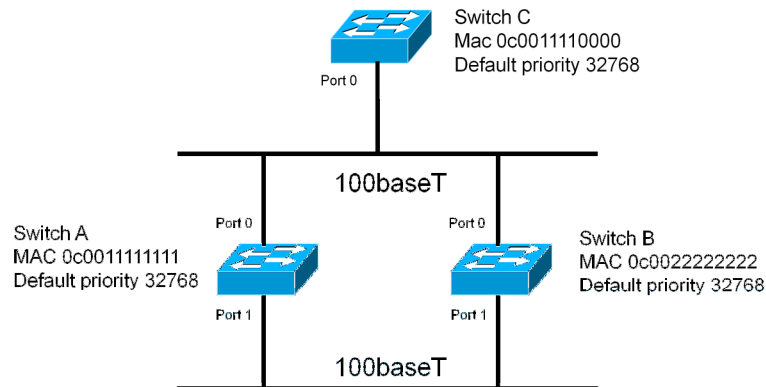 Switch C
Mac 0c0011110000
Default priority 32768
Port 0
100baseT
Switch A
MAC 0c0011111111
Default priority 32768
Port 0
Port 0
Switch B
MAC 0c0022222222
Default priority 32768
Port 1
Port 1
100baseT